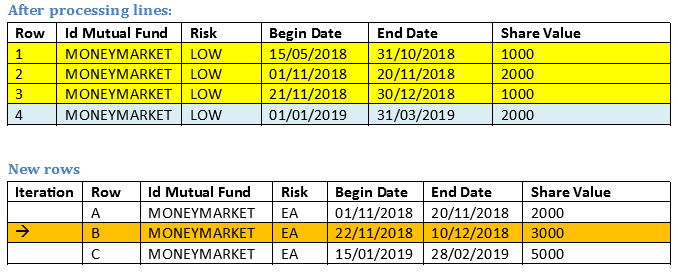 After processing lines:
Row Id Mutual Fund Risk Begin Date End Date Share Value
1 MONEYMARKET LOW 15/05/2018 31/10/2018 1000
2 MONEYMARKET LOW 01/11/2018 20/11/2018 2000
3 MONEYMARKET LOW 21/11/2018 30/12/2018 1000
4 MONEYMARKET LOW 01/01/2019 31/03/2019 2000
New rows
Iteration Row Id Mutual Fund Risk Begin Date End Date Share Value
A MONEYMARKET EA 01/11/2018 20/11/2018 2000
→ B MONEYMARKET EA 22/11/2018 10/12/2018 3000
C MONEYMARKET EA 15/01/2019 28/02/2019 5000